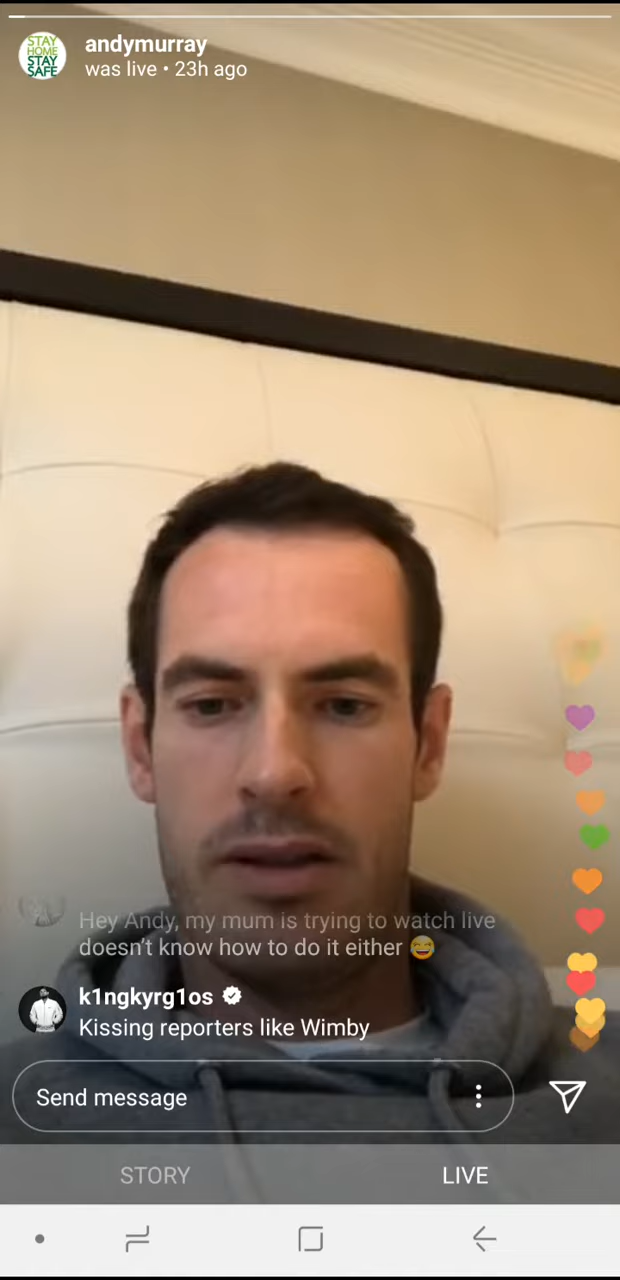 STAY
HOME
STAY
SAFE
andymurray
was live • 23h ago
Hey Andy, my mum is trying to watch live
doesn't know how to do it either 😂
k1ngkyrg1os
Kissing reporters like Wimby
Send message
STORY
LIVE